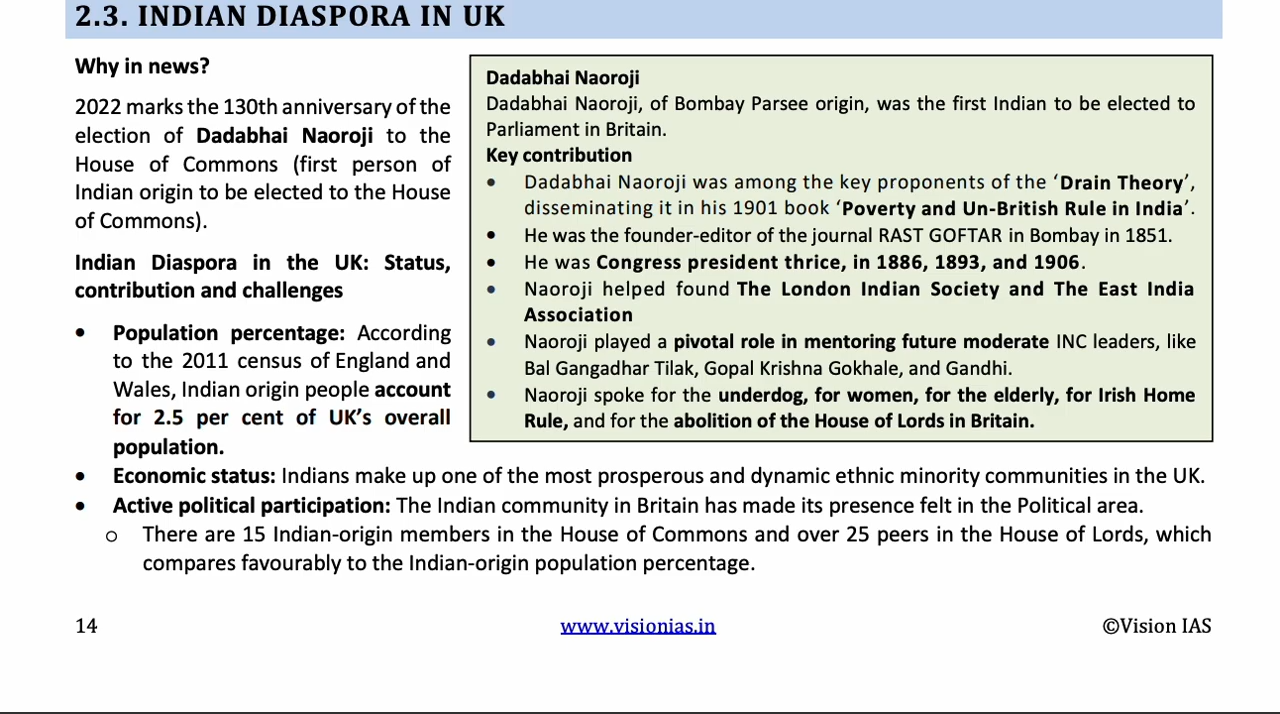 2.3. INDIAN DIASPORA IN UK
Why in news?
2022 marks the 130th anniversary of the
election of Dadabhai Naoroji to the
House of Commons (first person of
Indian origin to be elected to the House
of Commons).
Indian Diaspora in the UK: Status,
contribution and challenges
• Population percentage: According
to the 2011 census of England and
Wales, Indian origin people account
for 2.5 per cent of UK's overall
population.
Dadabhai Naoroji
Dadabhai Naoroji, of Bombay Parsee origin, was the first Indian to be elected to
Parliament in Britain.
Key contribution
• Dadabhai Naoroji was among the key proponents of the ‘Drain Theory’,
disseminating it in his 1901 book ‘Poverty and Un-British Rule in India’.
• He was the founder-editor of the journal RAST GOFTAR in Bombay in 1851.
• He was Congress president thrice, in 1886, 1893, and 1906.
• Naoroji helped found The London Indian Society and The East India
Association
• Naoroji played a pivotal role in mentoring future moderate INC leaders, like
Bal Gangadhar Tilak, Gopal Krishna Gokhale, and Gandhi.
• Naoroji spoke for the underdog, for women, for the elderly, for Irish Home
Rule, and for the abolition of the House of Lords in Britain.
• Economic status: Indians make up one of the most prosperous and dynamic ethnic minority communities in the UK.
• Active political participation: The Indian community in Britain has made its presence felt in the Political area.
o There are 15 Indian-origin members in the House of Commons and over 25 peers in the House of Lords, which
compares favourably to the Indian-origin population percentage.
14 www.visionias.in ©Vision IAS